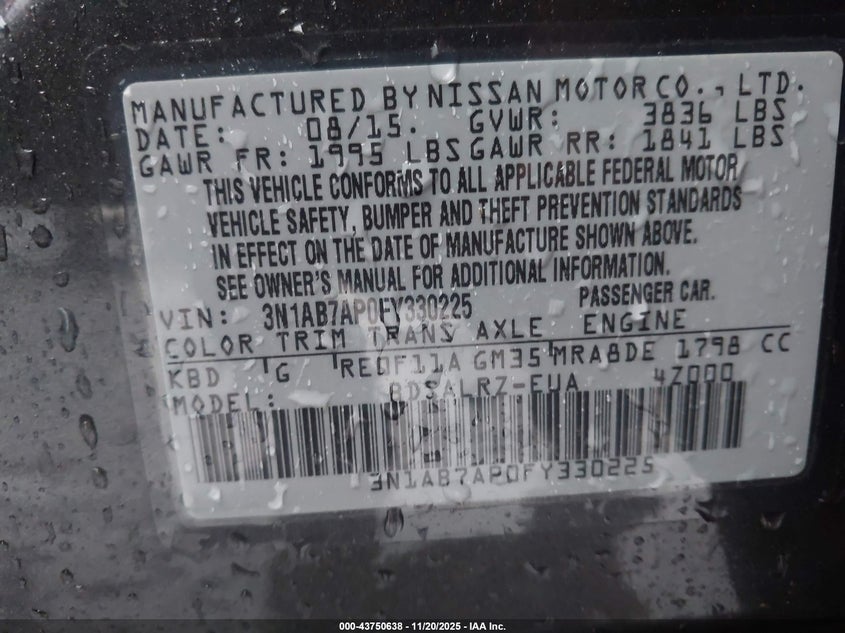 MANUFACTURED BY NISSAN MOTOR CO., LTD.
DATE: 08/15. GVWR: 3836 LBS
GAWR FR: 1995 LBS GAWR RR: 1841 LBS
THIS VEHICLE CONFORMS TO ALL APPLICABLE FEDERAL MOTOR
VEHICLE SAFETY, BUMPER AND THEFT PREVENTION STANDARDS
IN EFFECT ON THE DATE OF MANUFACTURE SHOWN ABOVE.
SEE OWNER'S MANUAL FOR ADDITIONAL INFORMATION.
VIN: 3N1AB7AP0FY330225 PASSENGER CAR.
COLOR TRIM TRANS AXLE ENGINE
KBD G RE0F11A GM35 MRA8DE 1798 CC
MODEL: BDSALRZ-EUA 4Z000
3N1AB7AP0FY330225
000-43750638 - 11/20/2025 - IAA Inc.